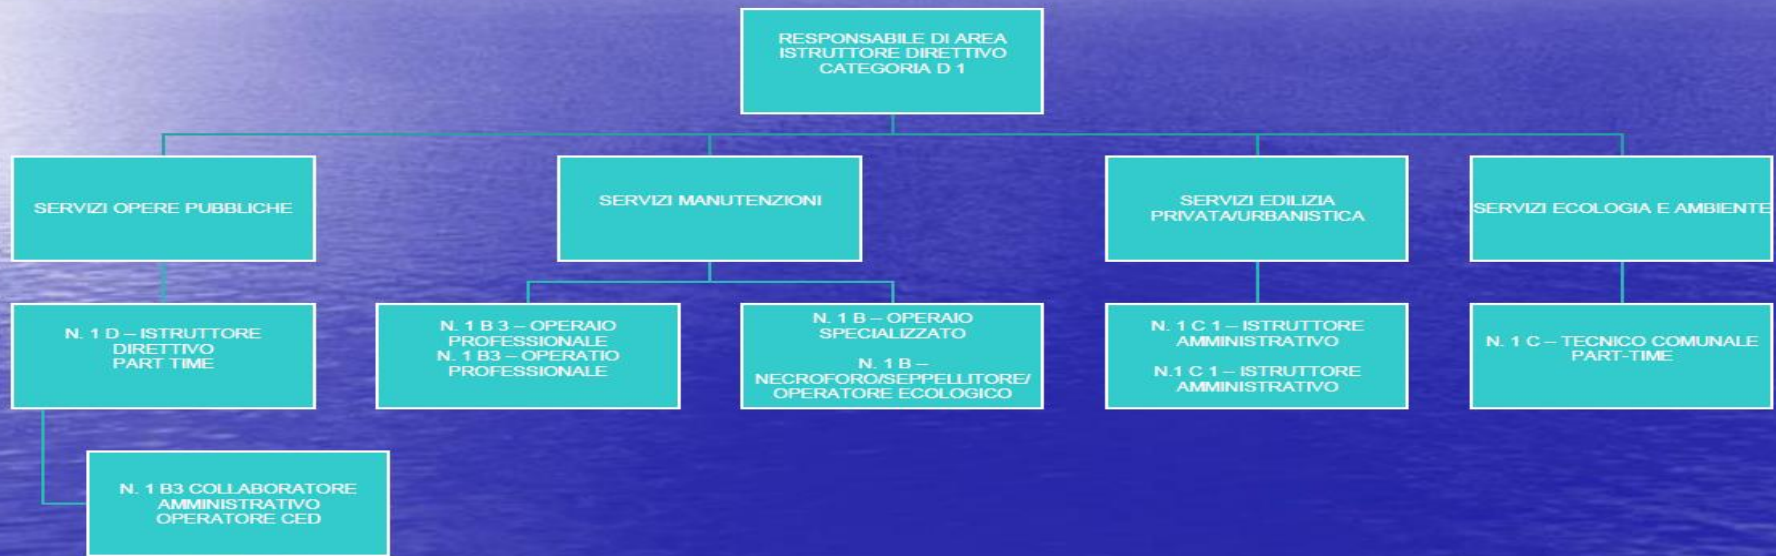 RESPONSABILE DI AREA
ISTRUTTORE DIRETTIVO
CATEGORIA D 1
SERVIZI OPERE PUBBLICHE
SERVIZI MANUTENZIONI
SERVIZI EDILIZIA
PRIVATA/URBANISTICA
SERVIZI ECOLOGIA E AMBIENTE
N. 1 D – ISTRUTTORE
DIRETTIVO
PART TIME
N. 1 B 3 – OPERAIO
PROFESSIONALE
N. 1 B3 – OPERATIO
PROFESSIONALE
N. 1 B – OPERAIO
SPECIALIZZATO
N. 1 B –
NECROFORO/SEPPELLITORE/
OPERATORE ECOLOGICO
N. 1 C 1 – ISTRUTTORE
AMMINISTRATIVO
N.1 C 1 – ISTRUTTORE
AMMINISTRATIVO
N. 1 C – TECNICO COMUNALE
PART-TIME
N. 1 B3 COLLABORATORE
AMMINISTRATIVO
OPERATORE CED